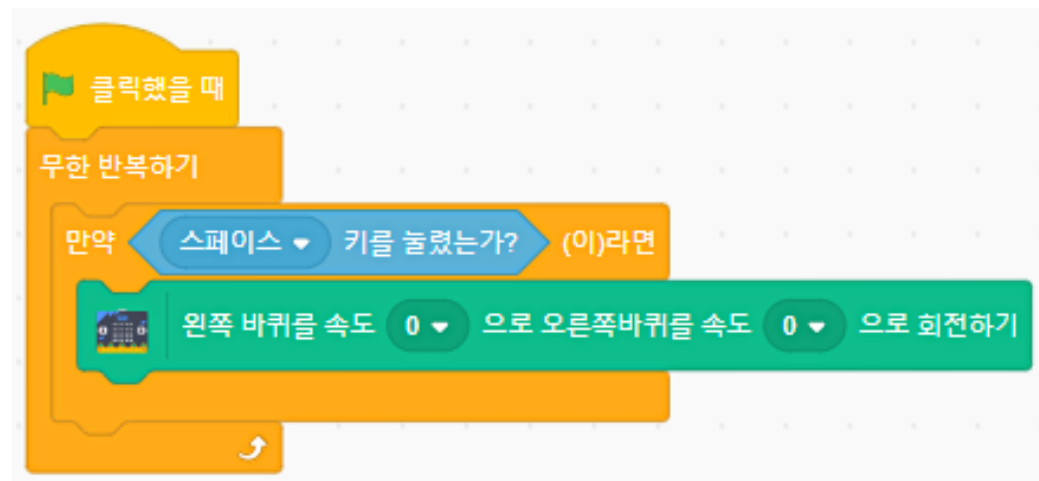 클릭했을 때
무한 반복하기
만약 스페이스 키를 눌렀는가? (이)라면
왼쪽 바퀴를 속도 0 으로 오른쪽바퀴를 속도 0 으로 회전하기